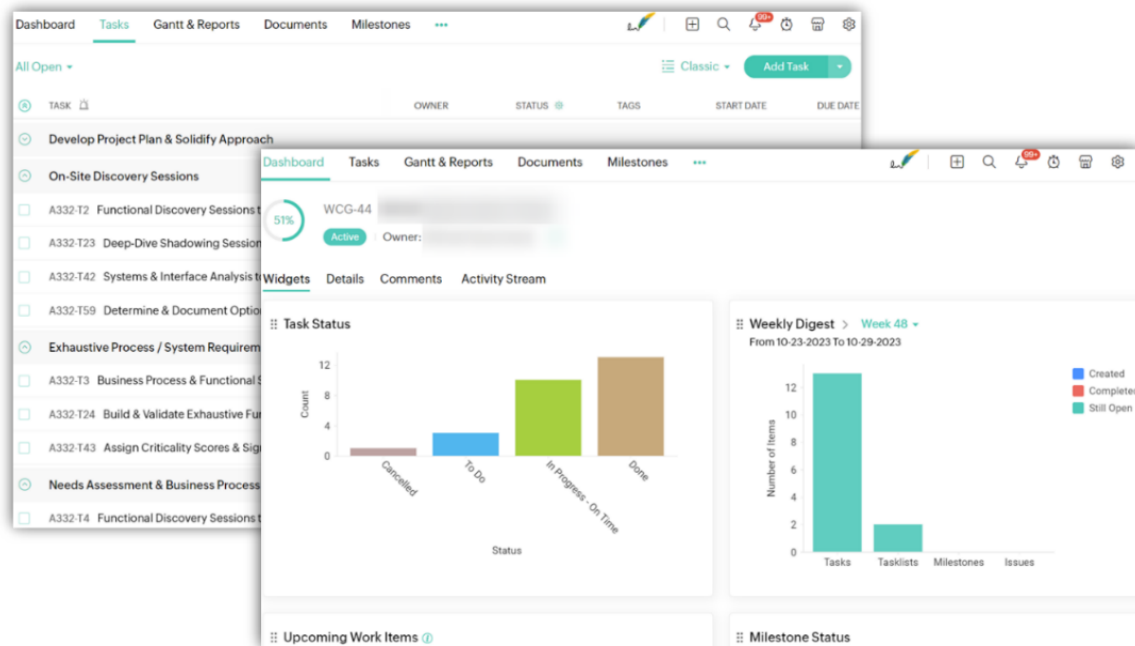 Dashboard Tasks Gantt & Reports Documents Milestones ••• 99+
All Open Classic Add Task
TASK OWNER STATUS TAGS START DATE DUE DATE
Develop Project Plan & Solidify Approach
On-Site Discovery Sessions
A332-T2 Functional Discovery Sessions
A332-T23 Deep-Dive Shadowing Session
A332-T42 Systems & Interface Analysis
A332-T59 Determine & Document
Exhaustive Process / System
A332-T3 Business Process & Functional
A332-T24 Build & Validate Exhaustive
A332-T43 Assign Criticality Scores &
Needs Assessment & Business Process
A332-T4 Functional Discovery Sessions
Dashboard Tasks Gantt & Reports Documents Milestones ••• 99+
51%
WCG-44
Active Owner:
Widgets Details Comments Activity Stream
Task Status
Count
12
8
4
0
Cancelled
To Do
In Progress - On Time
Done
Status
Weekly Digest > Week 48
From 10-23-2023 To 10-29-2023
Created
Completed
Still Open
Number of Items
12
10
8
6
4
2
0
Tasks Tasklists Milestones Issues
Upcoming Work Items
Milestone Status